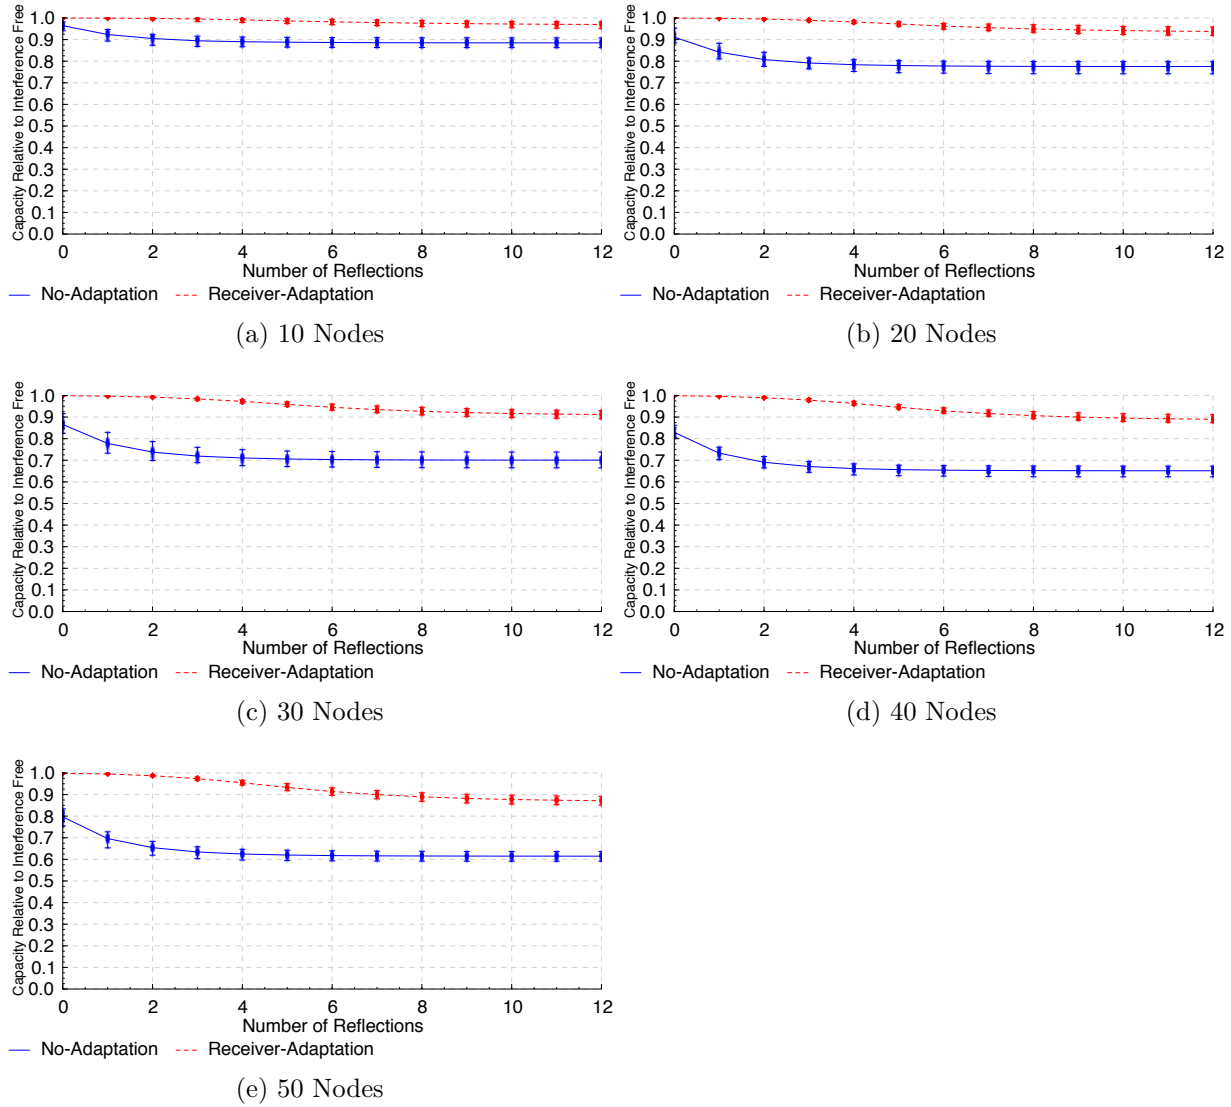 Capacity Relative to Interference Free
1.0
0.9
0.8
0.7
0.6
0.5
0.4
0.3
0.2
0.1
0.0
0 2 4 6 8 10 12
Number of Reflections
No-Adaptation Receiver-Adaptation
(a) 10 Nodes
Capacity Relative to Interference Free
1.0
0.9
0.8
0.7
0.6
0.5
0.4
0.3
0.2
0.1
0.0
0 2 4 6 8 10 12
Number of Reflections
No-Adaptation Receiver-Adaptation
(b) 20 Nodes
Capacity Relative to Interference Free
1.0
0.9
0.8
0.7
0.6
0.5
0.4
0.3
0.2
0.1
0.0
0 2 4 6 8 10 12
Number of Reflections
No-Adaptation Receiver-Adaptation
(c) 30 Nodes
Capacity Relative to Interference Free
1.0
0.9
0.8
0.7
0.6
0.5
0.4
0.3
0.2
0.1
0.0
0 2 4 6 8 10 12
Number of Reflections
No-Adaptation Receiver-Adaptation
(d) 40 Nodes
Capacity Relative to Interference Free
1.0
0.9
0.8
0.7
0.6
0.5
0.4
0.3
0.2
0.1
0.0
0 2 4 6 8 10 12
Number of Reflections
No-Adaptation Receiver-Adaptation
(e) 50 Nodes